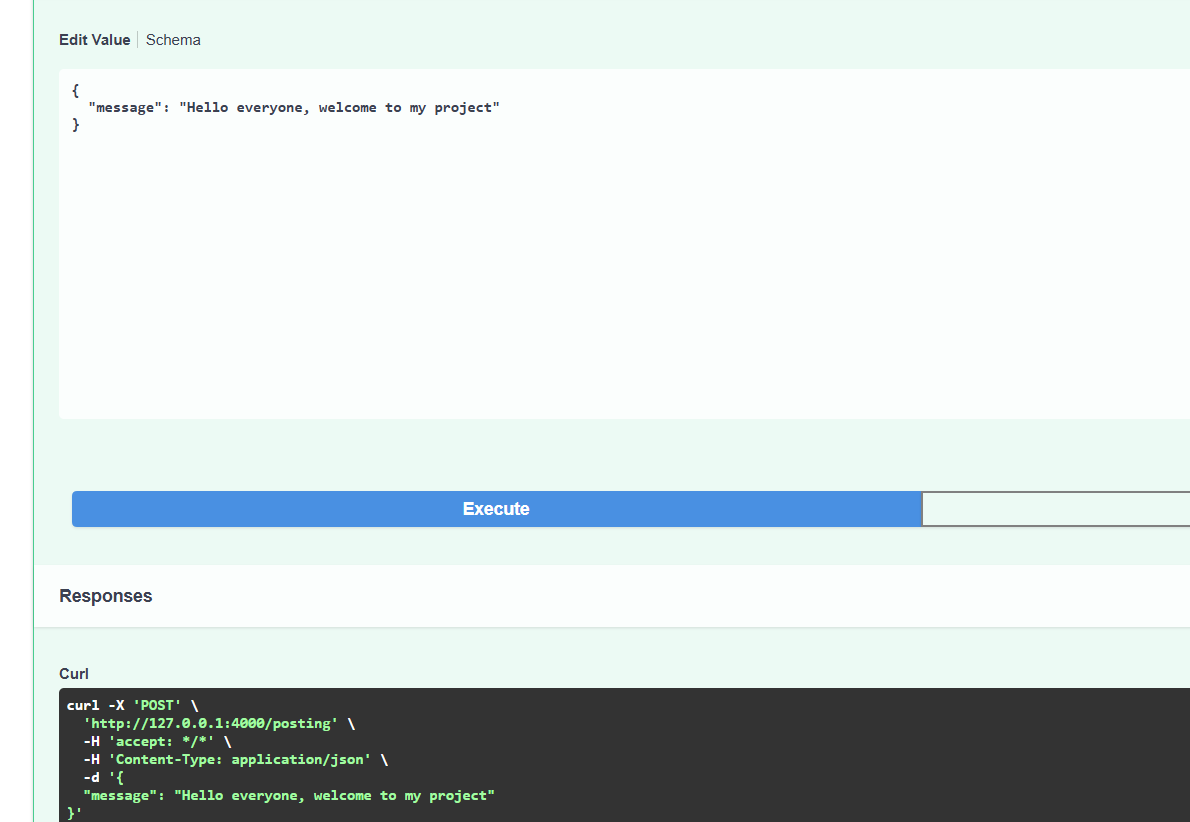 Edit Value | Schema
{
  "message": "Hello everyone, welcome to my project"
}
Execute
Responses
Curl
curl -X 'POST' \
  'http://127.0.0.1:4000/posting' \
  -H 'accept: */*' \
  -H 'Content-Type: application/json' \
  -d '{
  "message": "Hello everyone, welcome to my project"
}'